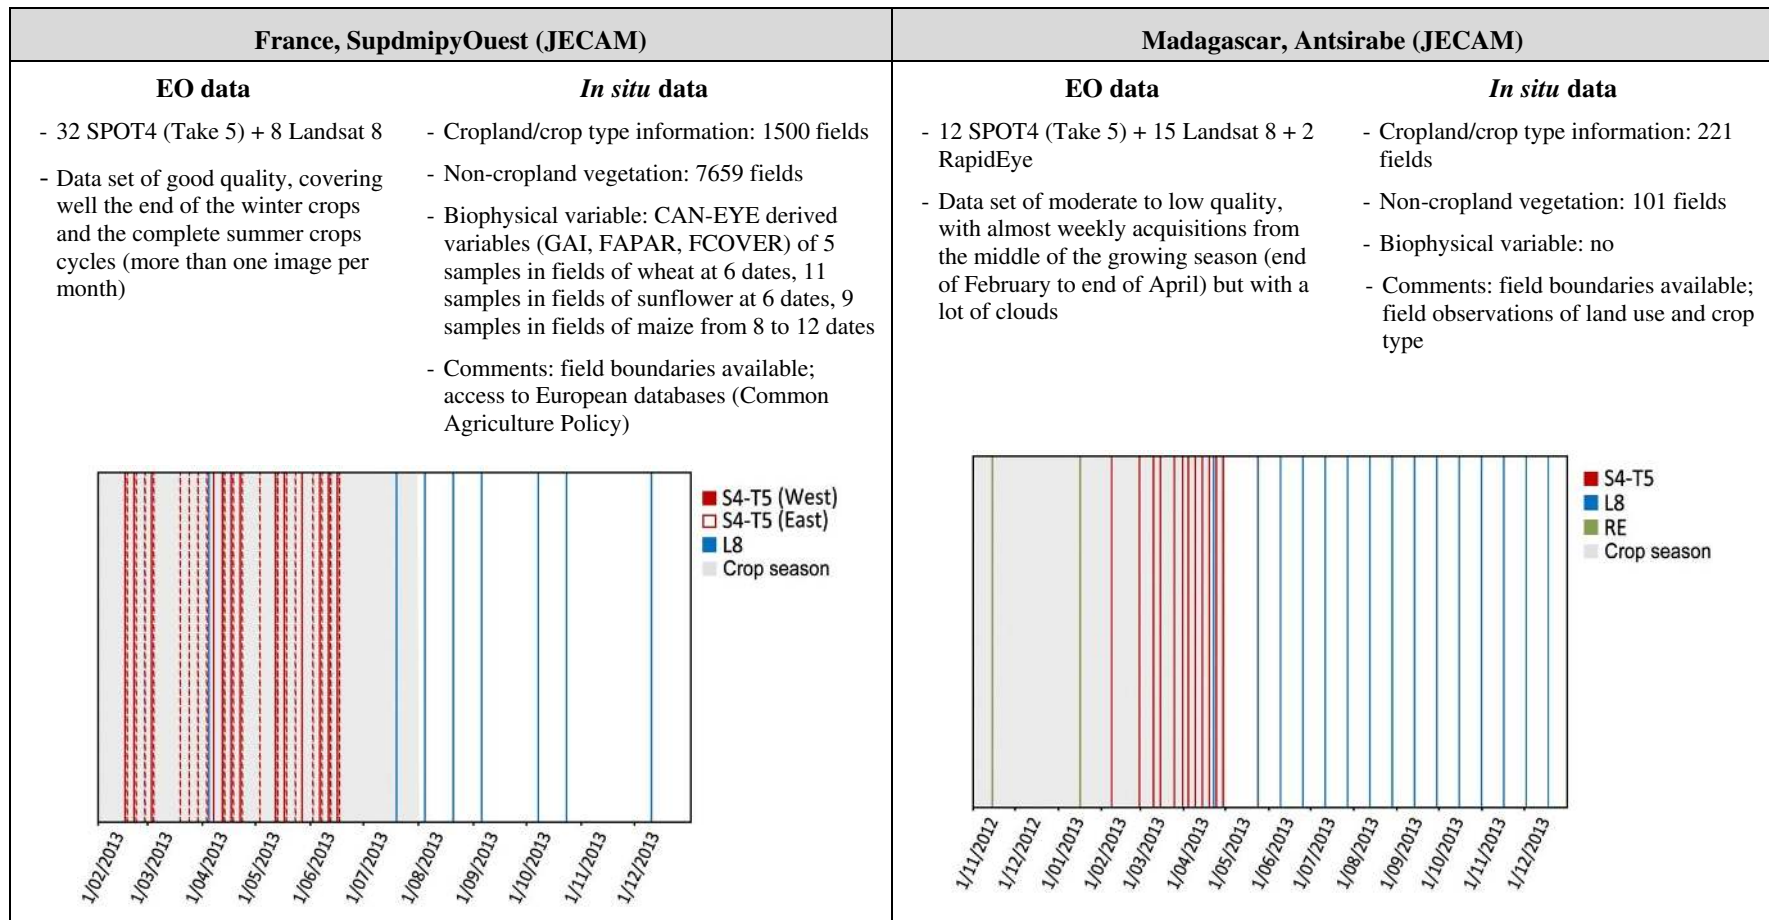 France, SupdmipyOuest (JECAM)
EO data
- 32 SPOT4 (Take 5) + 8 Landsat 8
- Data set of good quality, covering
well the end of the winter crops
and the complete summer crops
cycles (more than one image per
month)
In situ data
- Cropland/crop type information: 1500 fields
- Non-cropland vegetation: 7659 fields
- Biophysical variable: CAN-EYE derived
variables (GAI, FAPAR, FCOVER) of 5
samples in fields of wheat at 6 dates, 11
samples in fields of sunflower at 6 dates, 9
samples in fields of maize from 8 to 12 dates
- Comments: field boundaries available;
access to European databases (Common
Agriculture Policy)
S4-T5 (West)
S4-T5 (East)
L8
Crop season
1/02/2013
1/03/2013
1/04/2013
1/05/2013
1/06/2013
1/07/2013
1/08/2013
1/09/2013
1/10/2013
1/11/2013
1/12/2013
Madagascar, Antsirabe (JECAM)
EO data
- 12 SPOT4 (Take 5) + 15 Landsat 8 + 2
RapidEye
- Data set of moderate to low quality,
with almost weekly acquisitions from
the middle of the growing season (end
of February to end of April) but with a
lot of clouds
In situ data
- Cropland/crop type information: 221
fields
- Non-cropland vegetation: 101 fields
- Biophysical variable: no
- Comments: field boundaries available;
field observations of land use and crop
type
S4-T5
L8
RE
Crop season
1/11/2012
1/12/2012
1/01/2013
1/02/2013
1/03/2013
1/04/2013
1/05/2013
1/06/2013
1/07/2013
1/08/2013
1/09/2013
1/10/2013
1/11/2013
1/12/2013